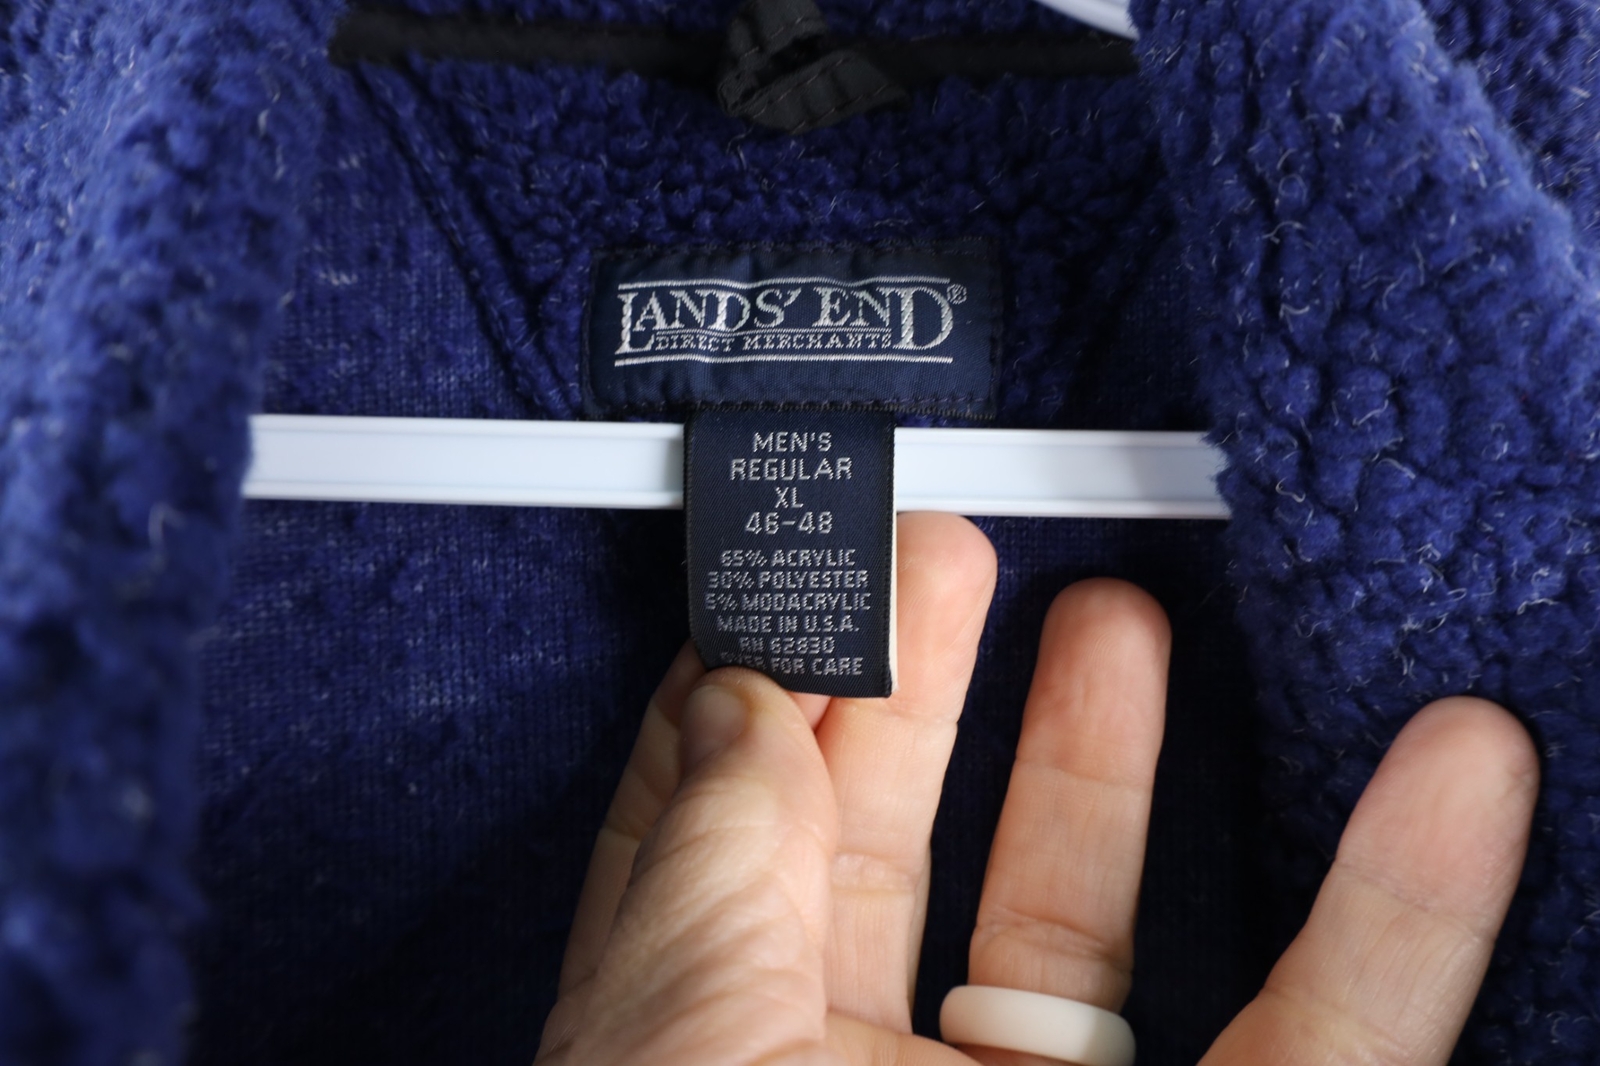 LANDS' END®
DIRECT MERCHANTS
MEN'S
REGULAR
XL
46-48
65% ACRYLIC
30% POLYESTER
5% MODACRYLIC
MADE IN U.S.A.
RN 62830
OVER FOR CARE